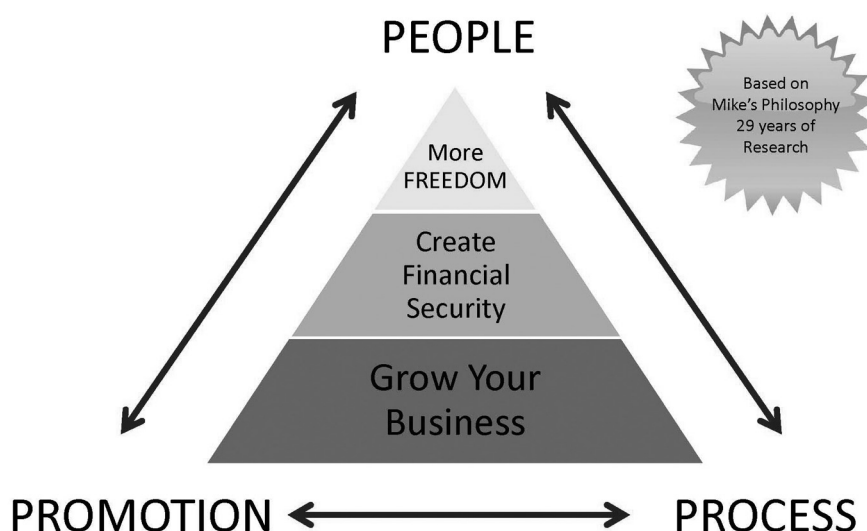 PEOPLE
Based on
Mike's Philosophy
29 years of
Research
More
FREEDOM
Create
Financial
Security
Grow Your
Business
PROMOTION
PROCESS